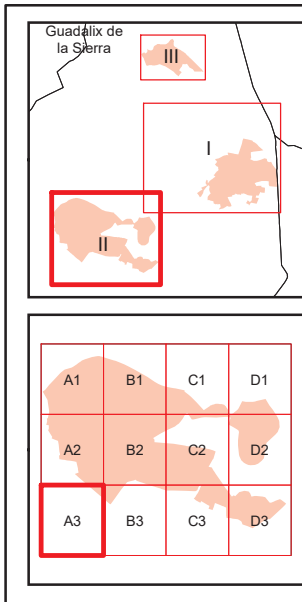 Guadalix de
la Sierra
III
I
II
A1 B1 C1 D1
A2 B2 C2 D2
A3 B3 C3 D3